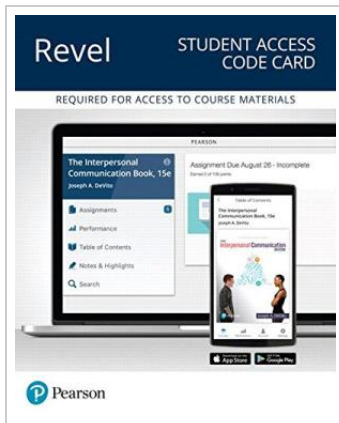 Revel
STUDENT ACCESS
CODE CARD
REQUIRED FOR ACCESS TO COURSE MATERIALS
PEARSON
The Interpersonal
Communication Book, 15e
Joseph A. DeVito
Assignments
Performance
Table of Contents
Notes & Highlights
Search
Assignment Due August 26 - Incomplete
Table of Contents
The Interpersonal
Communication Book, 15e
Joseph A. DeVito
Interpersonal Communication
App Store
Google Play
Pearson